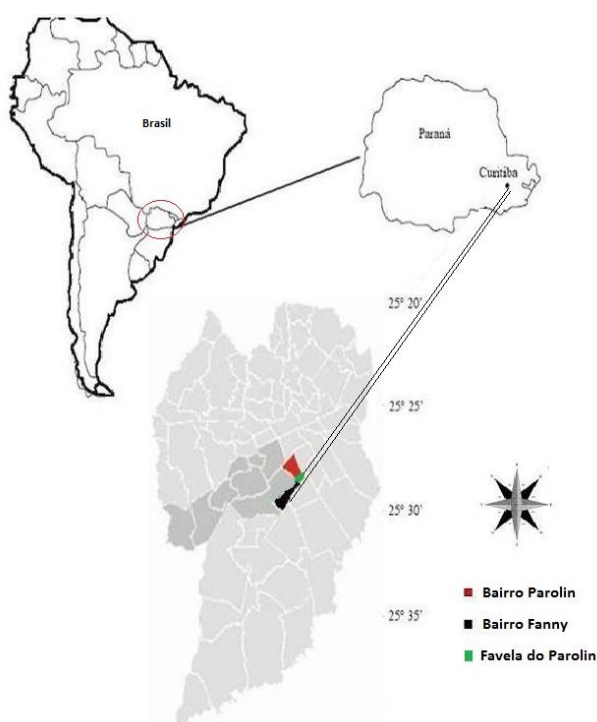 Brasil
Paraná
Curitiba
25° 20'
25° 25'
25° 30'
25° 35'
Bairro Parolin
Bairro Fanny
Favela do Parolin